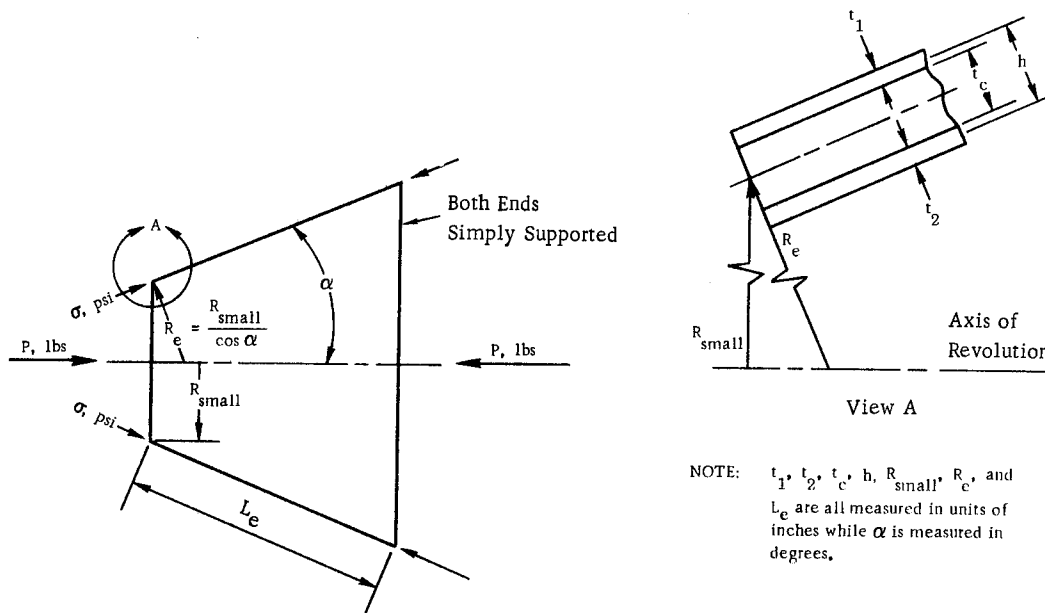 A
σ, psi
R_e = R_small / cos α
α
Both Ends
Simply Supported
P, lbs
P, lbs
R_small
σ, psi
L_e
t_1
t_c
h
t_2
R_e
R_small
Axis of
Revolution
View A
NOTE: t_1, t_2, t_c, h, R_small, R_e, and
L_e are all measured in units of
inches while α is measured in
degrees.